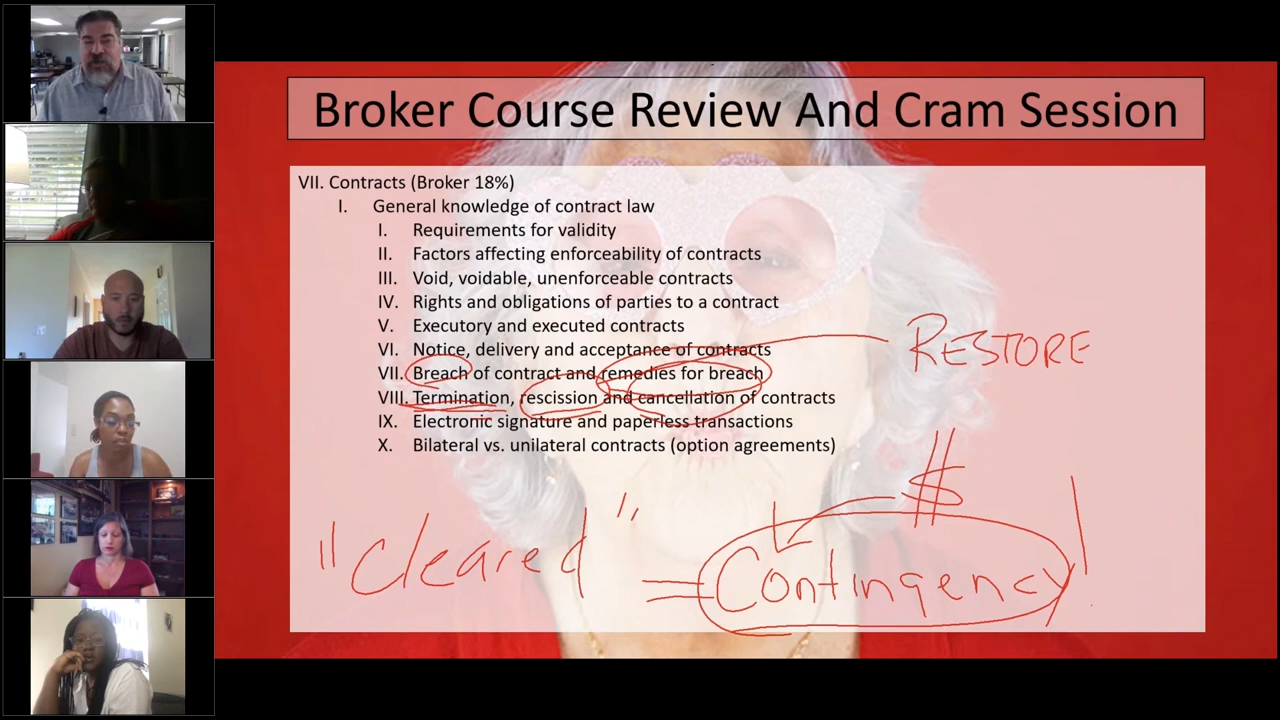 Broker Course Review And Cram Session
VII. Contracts (Broker 18%)
I. General knowledge of contract law
I. Requirements for validity
II. Factors affecting enforceability of contracts
III. Void, voidable, unenforceable contracts
IV. Rights and obligations of parties to a contract
V. Executory and executed contracts
VI. Notice, delivery and acceptance of contracts
VII. Breach of contract and remedies for breach
VIII. Termination, rescission and cancellation of contracts
IX. Electronic signature and paperless transactions
X. Bilateral vs. unilateral contracts (option agreements)
RESTORE
$
"Cleared" = Contingency